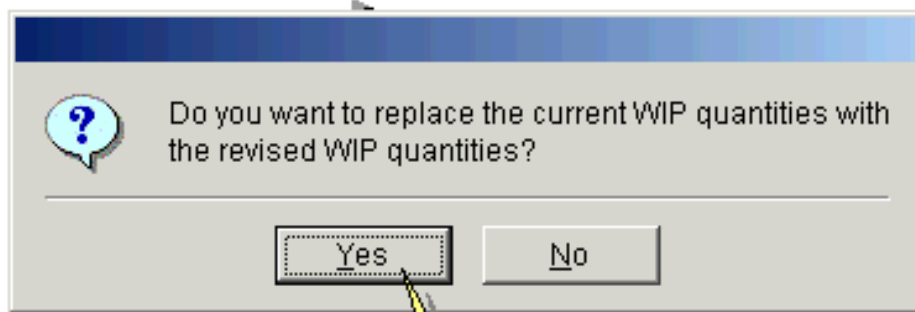 Do you want to replace the current WIP quantities with
the revised WIP quantities?
Yes
No